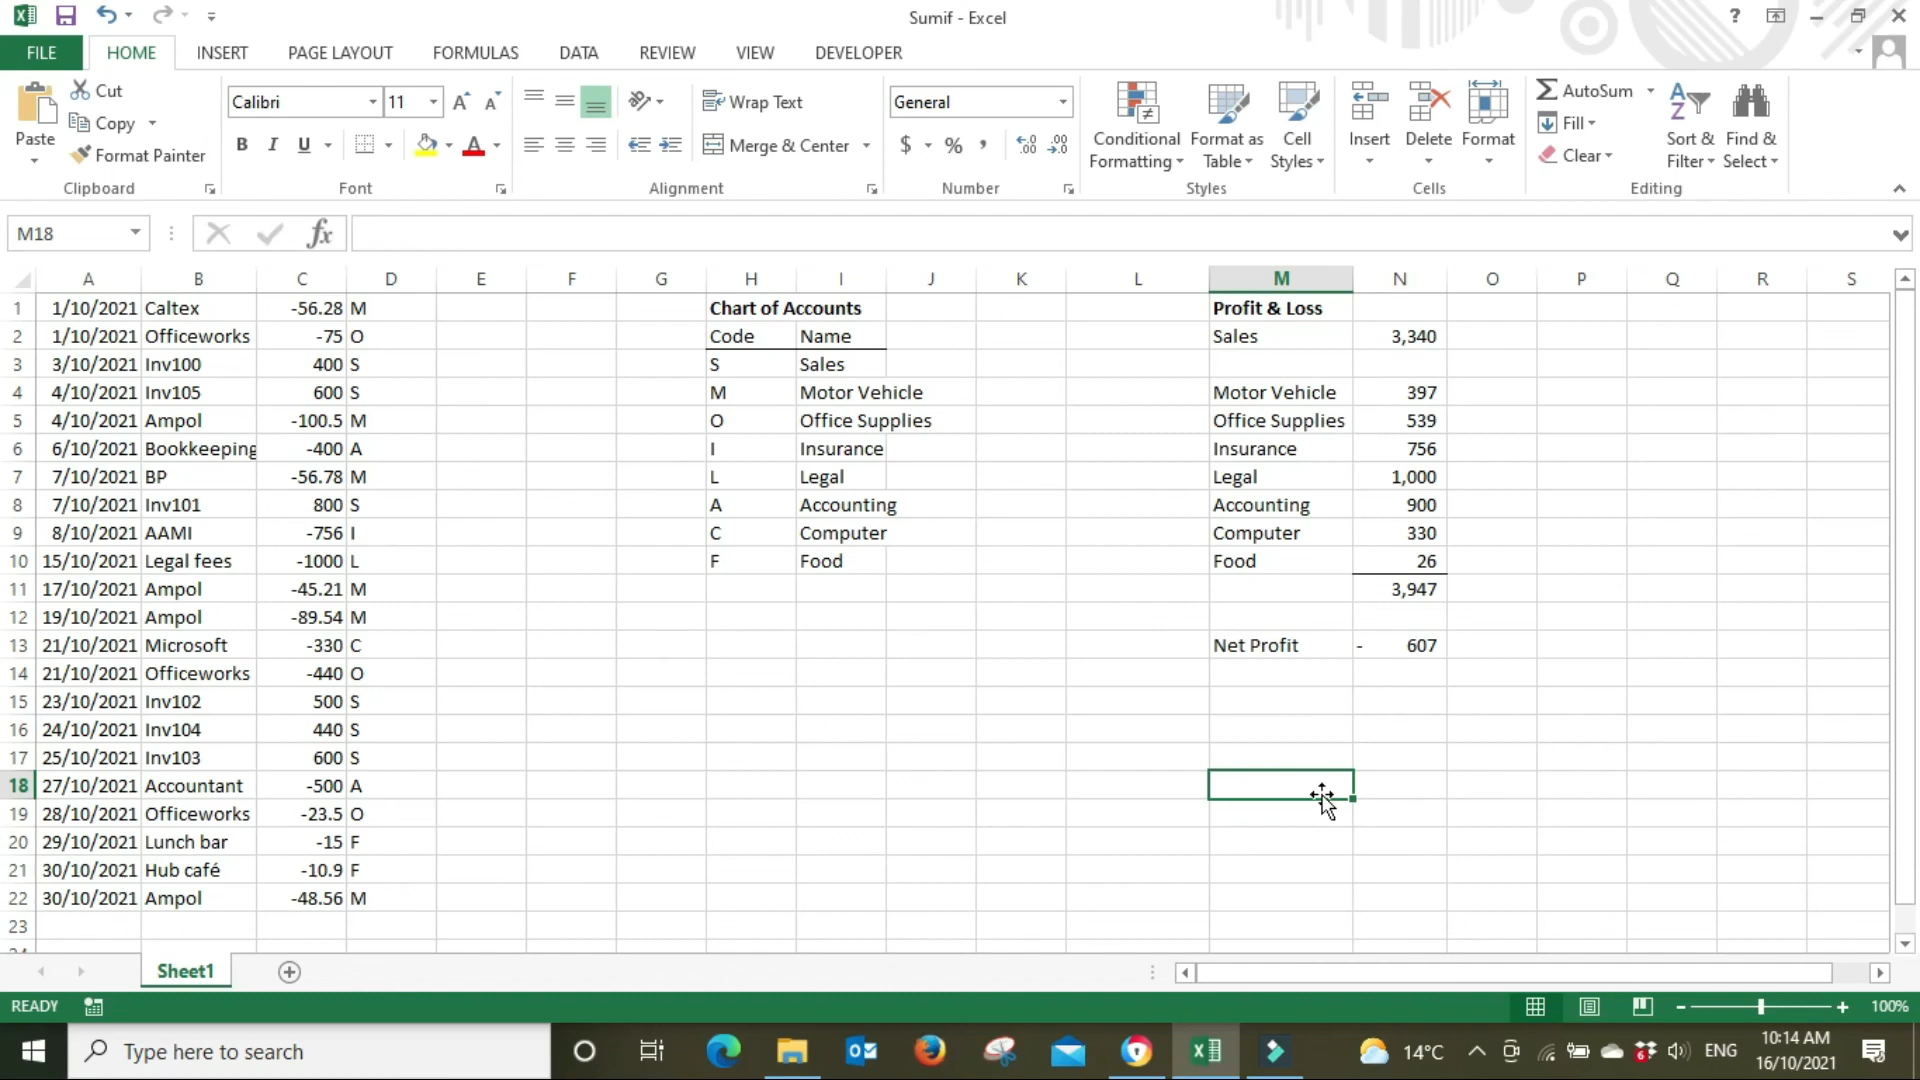 Sumif - Excel
FILE HOME INSERT PAGE LAYOUT FORMULAS DATA REVIEW VIEW DEVELOPER
Paste
Cut
Copy
Format Painter
Clipboard
Calibri 11
B I U
Font
Wrap Text
Merge & Center
Alignment
General
$ % ,
Number
Conditional Formatting
Format as Table
Cell Styles
Styles
Insert
Delete
Format
Cells
AutoSum
Fill
Clear
Sort & Filter
Find & Select
Editing
M18
fx
A B C D E F G H I J K L M N O P Q R S
1 1/10/2021 Caltex -56.28 M Chart of Accounts Profit & Loss
2 1/10/2021 Officeworks -75 O Code Name Sales 3,340
3 3/10/2021 Inv100 400 S S Sales
4 4/10/2021 Inv105 600 S M Motor Vehicle Motor Vehicle 397
5 4/10/2021 Ampol -100.5 M O Office Supplies Office Supplies 539
6 6/10/2021 Bookkeeping -400 A I Insurance Insurance 756
7 7/10/2021 BP -56.78 M L Legal Legal 1,000
8 7/10/2021 Inv101 800 S A Accounting Accounting 900
9 8/10/2021 AAMI -756 I C Computer Computer 330
10 15/10/2021 Legal fees -1000 L F Food Food 26
11 17/10/2021 Ampol -45.21 M 3,947
12 19/10/2021 Ampol -89.54 M
13 21/10/2021 Microsoft -330 C Net Profit - 607
14 21/10/2021 Officeworks -440 O
15 23/10/2021 Inv102 500 S
16 24/10/2021 Inv104 440 S
17 25/10/2021 Inv103 600 S
18 27/10/2021 Accountant -500 A
19 28/10/2021 Officeworks -23.5 O
20 29/10/2021 Lunch bar -15 F
21 30/10/2021 Hub café -10.9 F
22 30/10/2021 Ampol -48.56 M
23
Sheet1
READY
100%
Type here to search
14°C
ENG
10:14 AM
16/10/2021